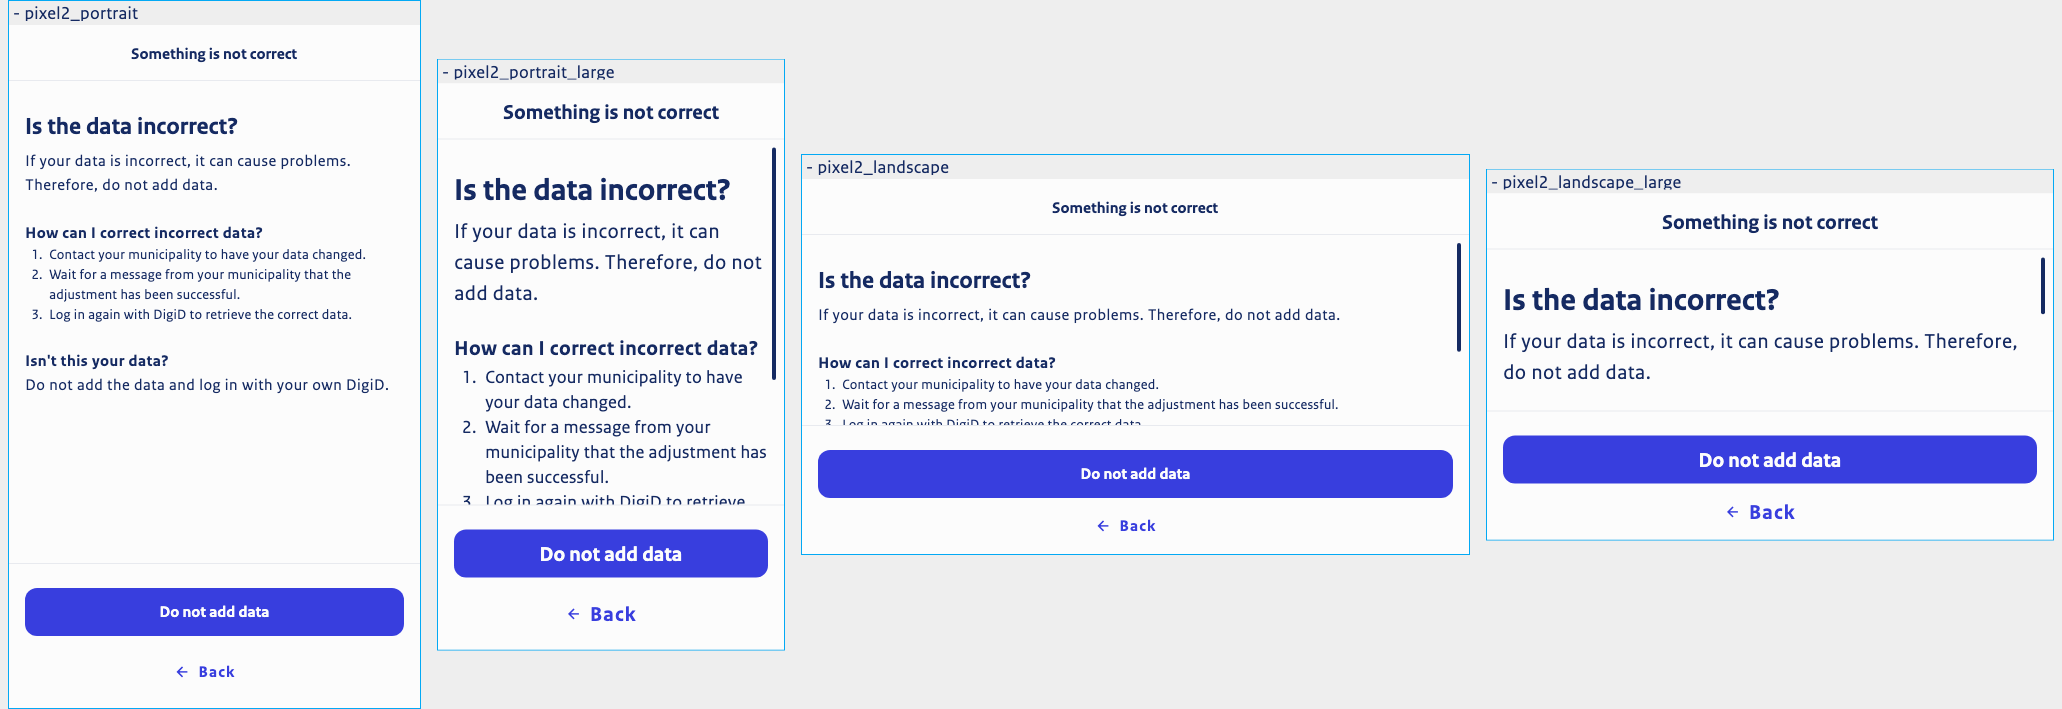 - pixel2_portrait
Something is not correct
Is the data incorrect?
If your data is incorrect, it can cause problems.
Therefore, do not add data.
How can I correct incorrect data?
1. Contact your municipality to have your data changed.
2. Wait for a message from your municipality that the
adjustment has been successful.
3. Log in again with DigiD to retrieve the correct data.
Isn't this your data?
Do not add the data and log in with your own DigiD.
Do not add data
← Back
- pixel2_portrait_large
Something is not correct
Is the data incorrect?
If your data is incorrect, it can
cause problems. Therefore, do not
add data.
How can I correct incorrect data?
1. Contact your municipality to have
your data changed.
2. Wait for a message from your
municipality that the adjustment has
been successful.
3. Log in again with DigiD to retrieve
Do not add data
← Back
- pixel2_landscape
Something is not correct
Is the data incorrect?
If your data is incorrect, it can cause problems. Therefore, do not add data.
How can I correct incorrect data?
1. Contact your municipality to have your data changed.
2. Wait for a message from your municipality that the adjustment has been successful.
3. Log in again with DigiD to retrieve the correct data.
Do not add data
← Back
- pixel2_landscape_large
Something is not correct
Is the data incorrect?
If your data is incorrect, it can cause problems. Therefore,
do not add data.
Do not add data
← Back